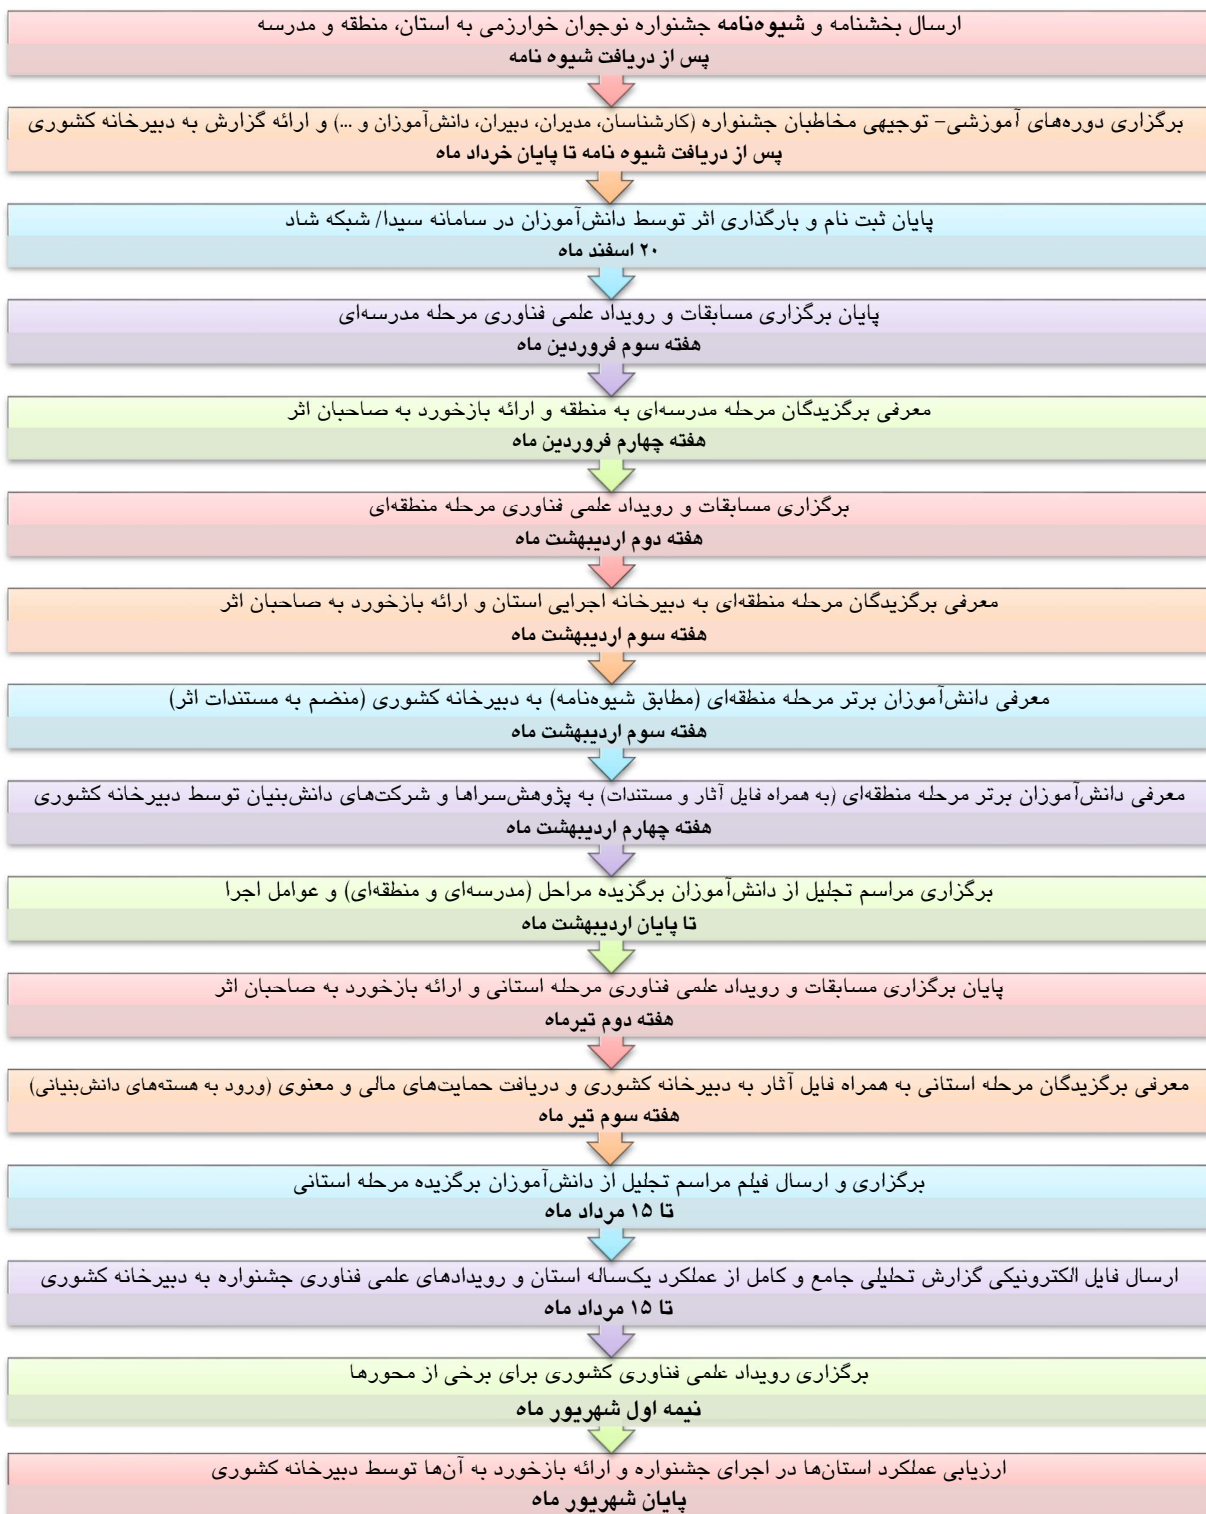 ارسال بخشنامه و شیوه‌نامه جشنواره نوجوان خوارزمی به استان، منطقه و مدرسه
پس از دریافت شیوه نامه
برگزاری دوره‌های آموزشی- توجیهی مخاطبان جشنواره (کارشناسان، مدیران، دبیران، دانش‌آموزان و ...) و ارائه گزارش به دبیرخانه کشوری
پس از دریافت شیوه نامه تا پایان خرداد ماه
پایان ثبت نام و بارگذاری اثر توسط دانش‌آموزان در سامانه سیدا/ شبکه شاد
۲۰ اسفند ماه
پایان برگزاری مسابقات و رویداد علمی فناوری مرحله مدرسه‌ای
هفته سوم فروردین ماه
معرفی برگزیدگان مرحله مدرسه‌ای به منطقه و ارائه بازخورد به صاحبان اثر
هفته چهارم فروردین ماه
برگزاری مسابقات و رویداد علمی فناوری مرحله منطقه‌ای
هفته دوم اردیبهشت ماه
معرفی برگزیدگان مرحله منطقه‌ای به دبیرخانه اجرایی استان و ارائه بازخورد به صاحبان اثر
هفته سوم اردیبهشت ماه
معرفی دانش‌آموزان برتر مرحله منطقه‌ای (مطابق شیوه‌نامه) به دبیرخانه کشوری (منضم به مستندات اثر)
هفته سوم اردیبهشت ماه
معرفی دانش‌آموزان برتر مرحله منطقه‌ای (به همراه فایل آثار و مستندات) به پژوهش‌سراها و شرکت‌های دانش‌بنیان توسط دبیرخانه کشوری
هفته چهارم اردیبهشت ماه
برگزاری مراسم تجلیل از دانش‌آموزان برگزیده مراحل (مدرسه‌ای و منطقه‌ای) و عوامل اجرا
تا پایان اردیبهشت ماه
پایان برگزاری مسابقات و رویداد علمی فناوری مرحله استانی و ارائه بازخورد به صاحبان اثر
هفته دوم تیرماه
معرفی برگزیدگان مرحله استانی به همراه فایل آثار به دبیرخانه کشوری و دریافت حمایت‌های مالی و معنوی (ورود به هسته‌های دانش‌بنیانی)
هفته سوم تیر ماه
برگزاری و ارسال فیلم مراسم تجلیل از دانش‌آموزان برگزیده مرحله استانی
تا ۱۵ مرداد ماه
ارسال فایل الکترونیکی گزارش تحلیلی جامع و کامل از عملکرد یک‌ساله استان و رویدادهای علمی فناوری جشنواره به دبیرخانه کشوری
تا ۱۵ مرداد ماه
برگزاری رویداد علمی فناوری کشوری برای برخی از محورها
نیمه اول شهریور ماه
ارزیابی عملکرد استان‌ها در اجرای جشنواره و ارائه بازخورد به آن‌ها توسط دبیرخانه کشوری
پایان شهریور ماه